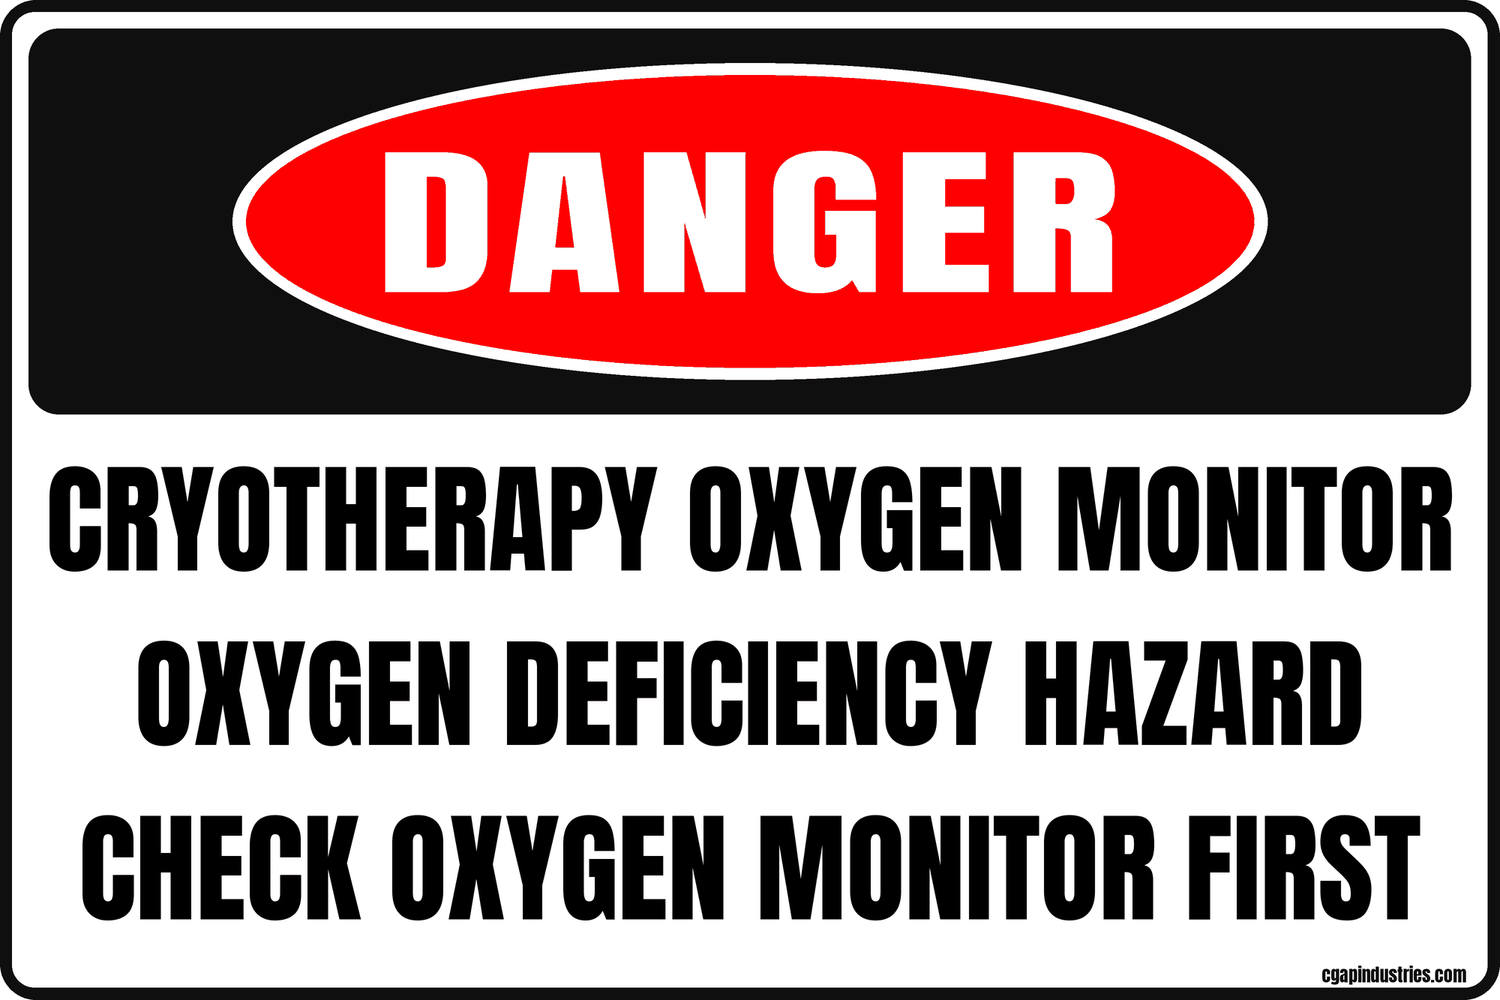 DANGER
CRYOTHERAPY OXYGEN MONITOR
OXYGEN DEFICIENCY HAZARD
CHECK OXYGEN MONITOR FIRST
cgapindustries.com